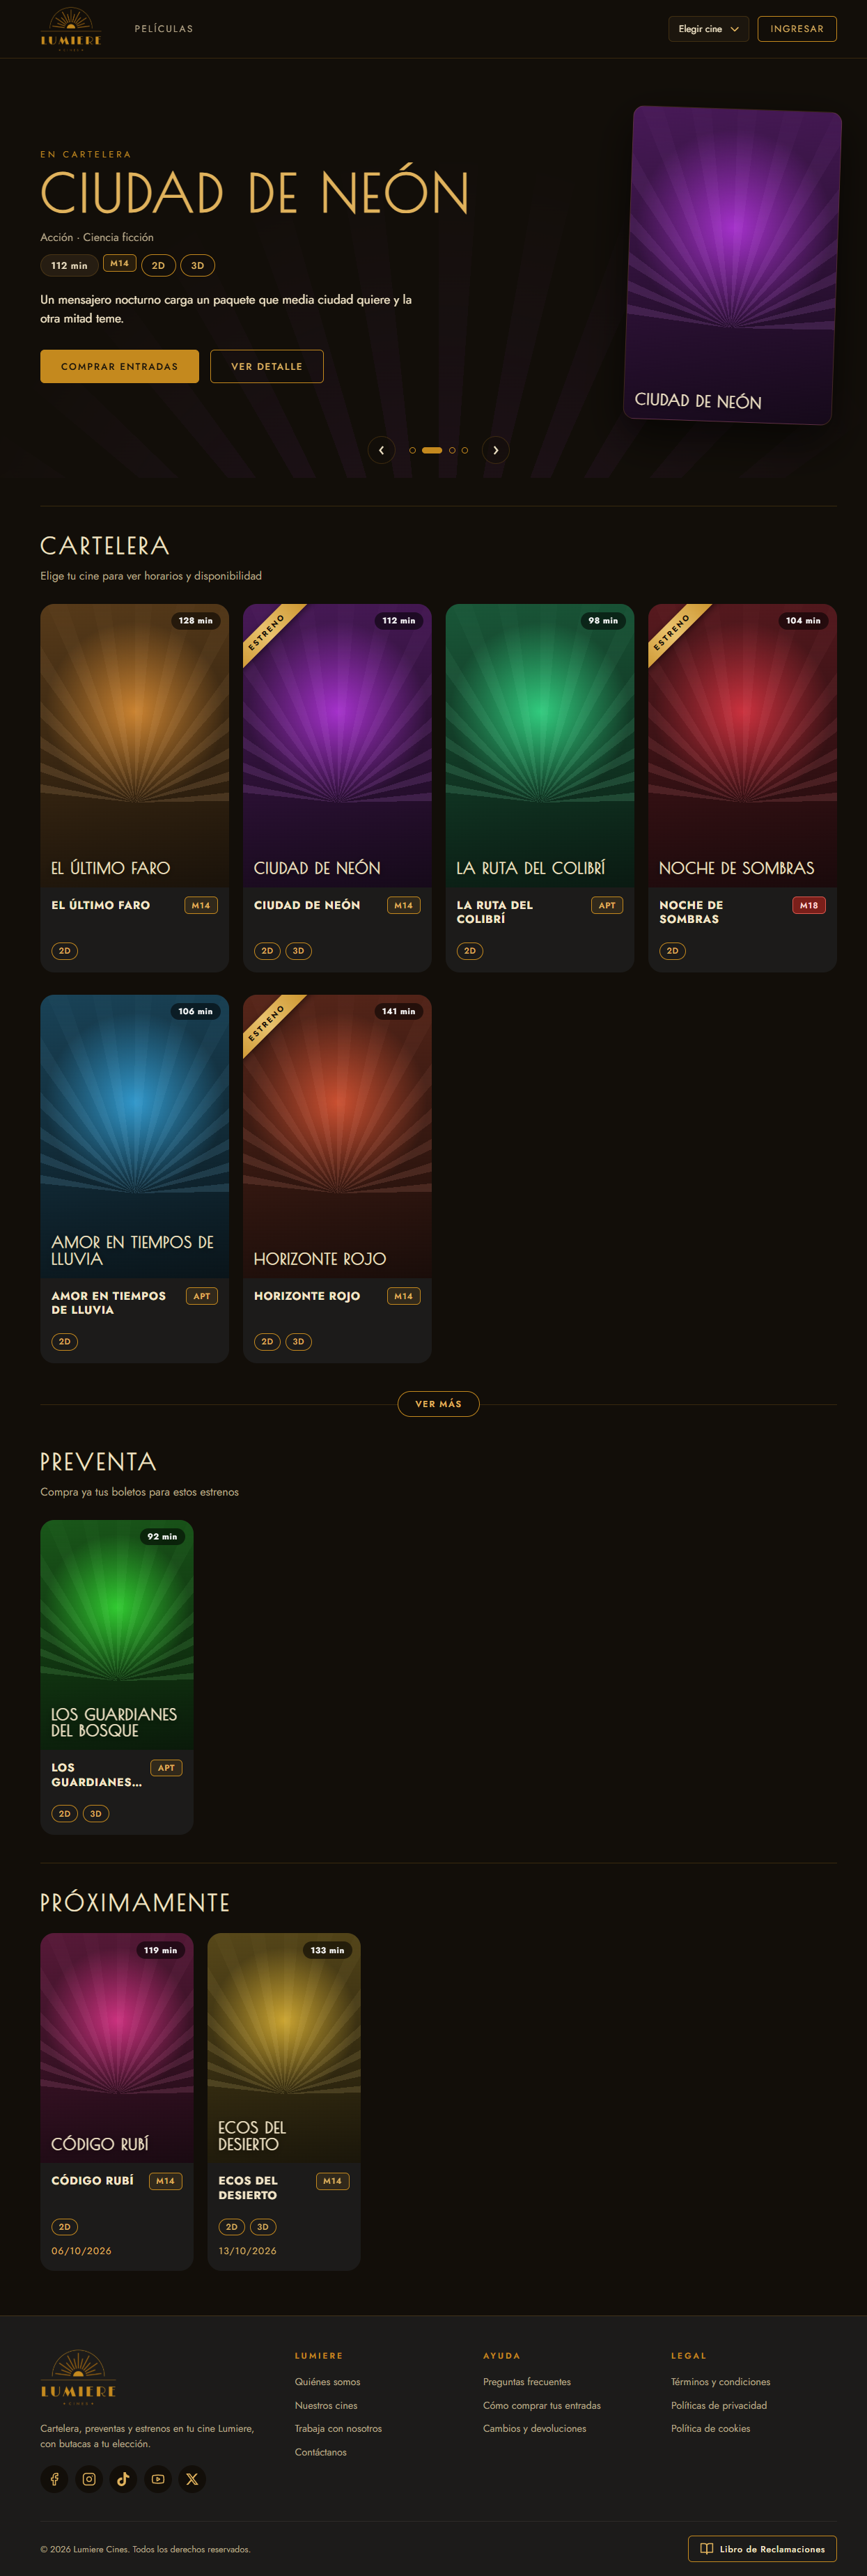 LUMIERE
CINES
PELÍCULAS
Elegir cine
INGRESAR
EN CARTELERA
CIUDAD DE NEÓN
Acción · Ciencia ficción
112 min M14 2D 3D
Un mensajero nocturno carga un paquete que media ciudad quiere y la
otra mitad teme.
COMPRAR ENTRADAS VER DETALLE
CIUDAD DE NEÓN
CARTELERA
Elige tu cine para ver horarios y disponibilidad
128 min
EL ÚLTIMO FARO
EL ÚLTIMO FARO M14
2D
ESTRENO
112 min
CIUDAD DE NEÓN
CIUDAD DE NEÓN M14
2D 3D
98 min
LA RUTA DEL COLIBRÍ
LA RUTA DEL APT
COLIBRÍ
2D
ESTRENO
104 min
NOCHE DE SOMBRAS
NOCHE DE M18
SOMBRAS
2D
106 min
AMOR EN TIEMPOS DE
LLUVIA
AMOR EN TIEMPOS APT
DE LLUVIA
2D
ESTRENO
141 min
HORIZONTE ROJO
HORIZONTE ROJO M14
2D 3D
VER MÁS
PREVENTA
Compra ya tus boletos para estos estrenos
92 min
LOS GUARDIANES
DEL BOSQUE
LOS APT
GUARDIANES...
2D 3D
PRÓXIMAMENTE
119 min
CÓDIGO RUBÍ
CÓDIGO RUBÍ M14
2D
06/10/2026
133 min
ECOS DEL
DESIERTO
ECOS DEL M14
DESIERTO
2D 3D
13/10/2026
LUMIERE
CINES
Cartelera, preventas y estrenos en tu cine Lumiere,
con butacas a tu elección.
LUMIERE
Quiénes somos
Nuestros cines
Trabaja con nosotros
Contáctanos
AYUDA
Preguntas frecuentes
Cómo comprar tus entradas
Cambios y devoluciones
LEGAL
Términos y condiciones
Políticas de privacidad
Política de cookies
© 2026 Lumiere Cines. Todos los derechos reservados.
Libro de Reclamaciones